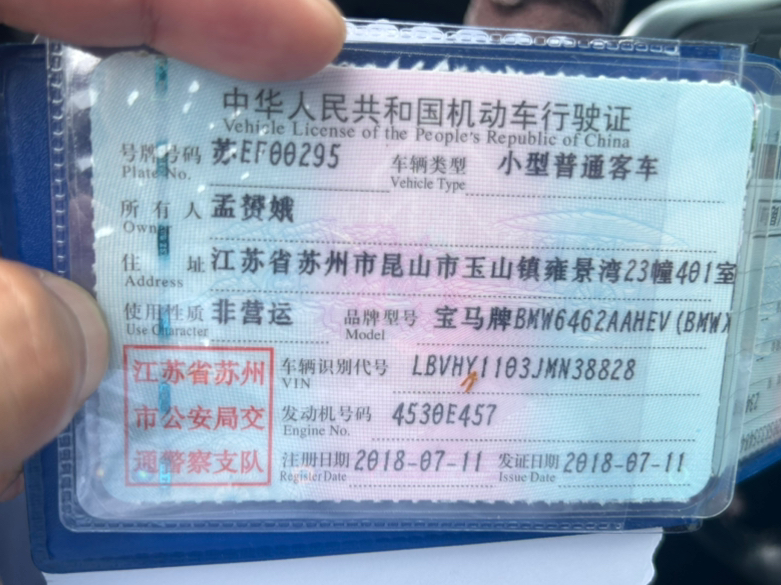 中华人民共和国机动车行驶证
Vehicle License of the People's Republic of China
号牌号码 苏EF00295 车辆类型 小型普通客车
Plate No. Vehicle Type
所有人 孟赟娥
Owner
住址 江苏省苏州市昆山市玉山镇雍景湾23幢401室
Address
使用性质 非营运 品牌型号 宝马牌BMW6462AAHEV(BMWX
Use Character Model
江苏省苏州 车辆识别代号 LBVHY1103JMN38828
VIN
市公安局交 发动机号码 4530E457
Engine No.
通警察支队 注册日期 2018-07-11 发证日期 2018-07-11
Register Date Issue Date